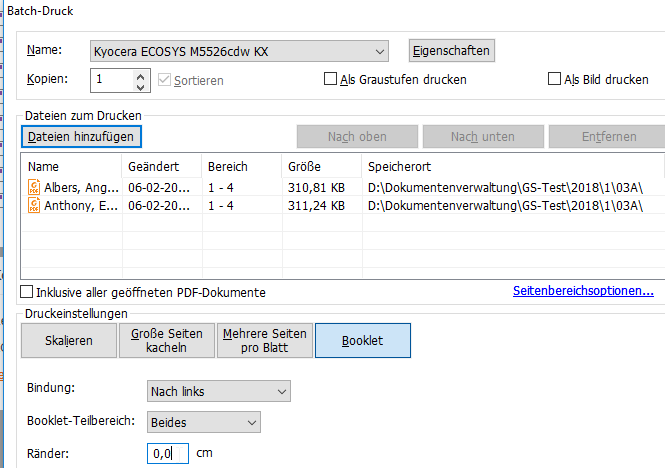 Batch-Druck
Name: Kyocera ECOSYS M5526cdw KX Eigenschaften
Kopien: 1 Sortieren Als Graustufen drucken Als Bild drucken
Dateien zum Drucken
Dateien hinzufügen Nach oben Nach unten Entfernen
Name Geändert Bereich Größe Speicherort
Albers, Ang... 06-02-20... 1 - 4 310,81 KB D:\Dokumentenverwaltung\GS-Test\2018\1\03A\
Anthony, E... 06-02-20... 1 - 4 311,24 KB D:\Dokumentenverwaltung\GS-Test\2018\1\03A\
Inklusive aller geöffneten PDF-Dokumente Seitenbereichsoptionen...
Druckeinstellungen
Skalieren Große Seiten kacheln Mehrere Seiten pro Blatt Booklet
Bindung: Nach links
Booklet-Teilbereich: Beides
Ränder: 0,0 cm